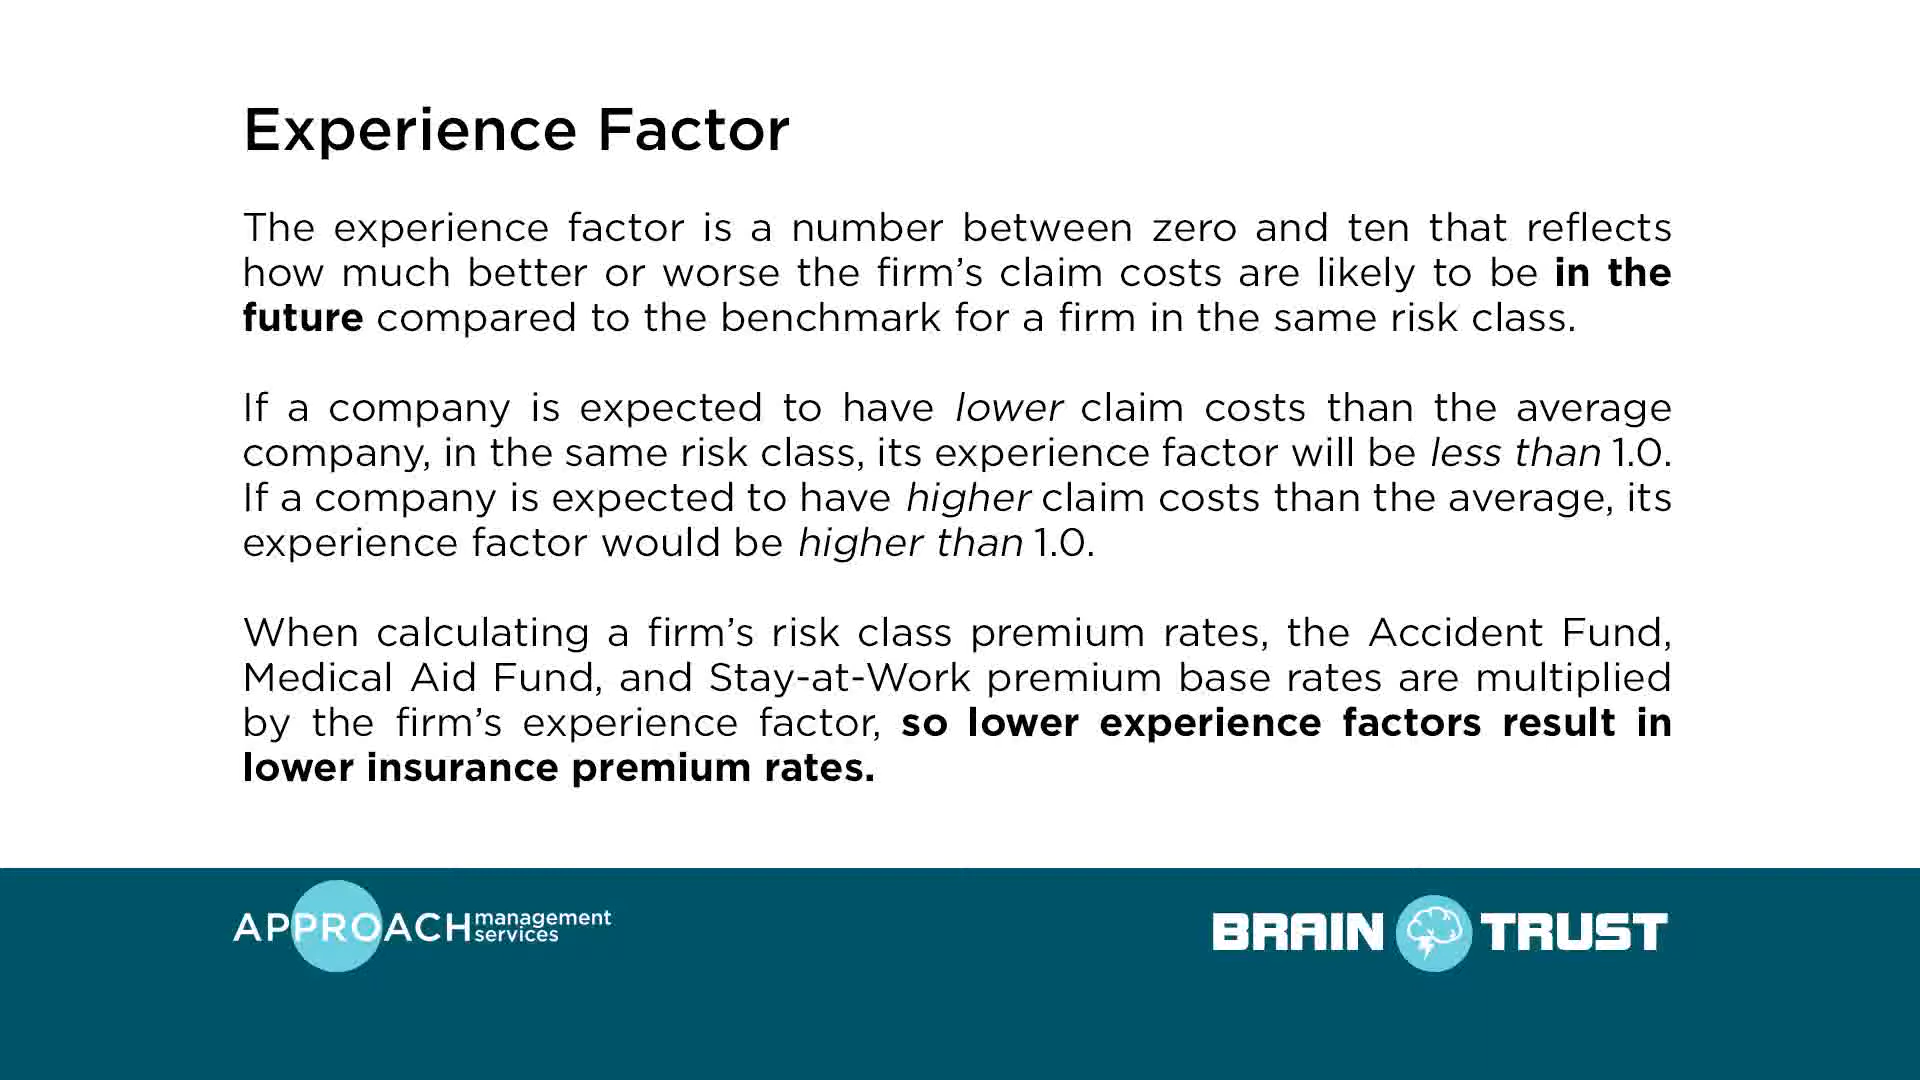 Experience Factor
The experience factor is a number between zero and ten that reflects
how much better or worse the firm’s claim costs are likely to be in the
future compared to the benchmark for a firm in the same risk class.
If a company is expected to have lower claim costs than the average
company, in the same risk class, its experience factor will be less than 1.0.
If a company is expected to have higher claim costs than the average, its
experience factor would be higher than 1.0.
When calculating a firm’s risk class premium rates, the Accident Fund,
Medical Aid Fund, and Stay-at-Work premium base rates are multiplied
by the firm’s experience factor, so lower experience factors result in
lower insurance premium rates.
APPROACH management
services
BRAIN TRUST